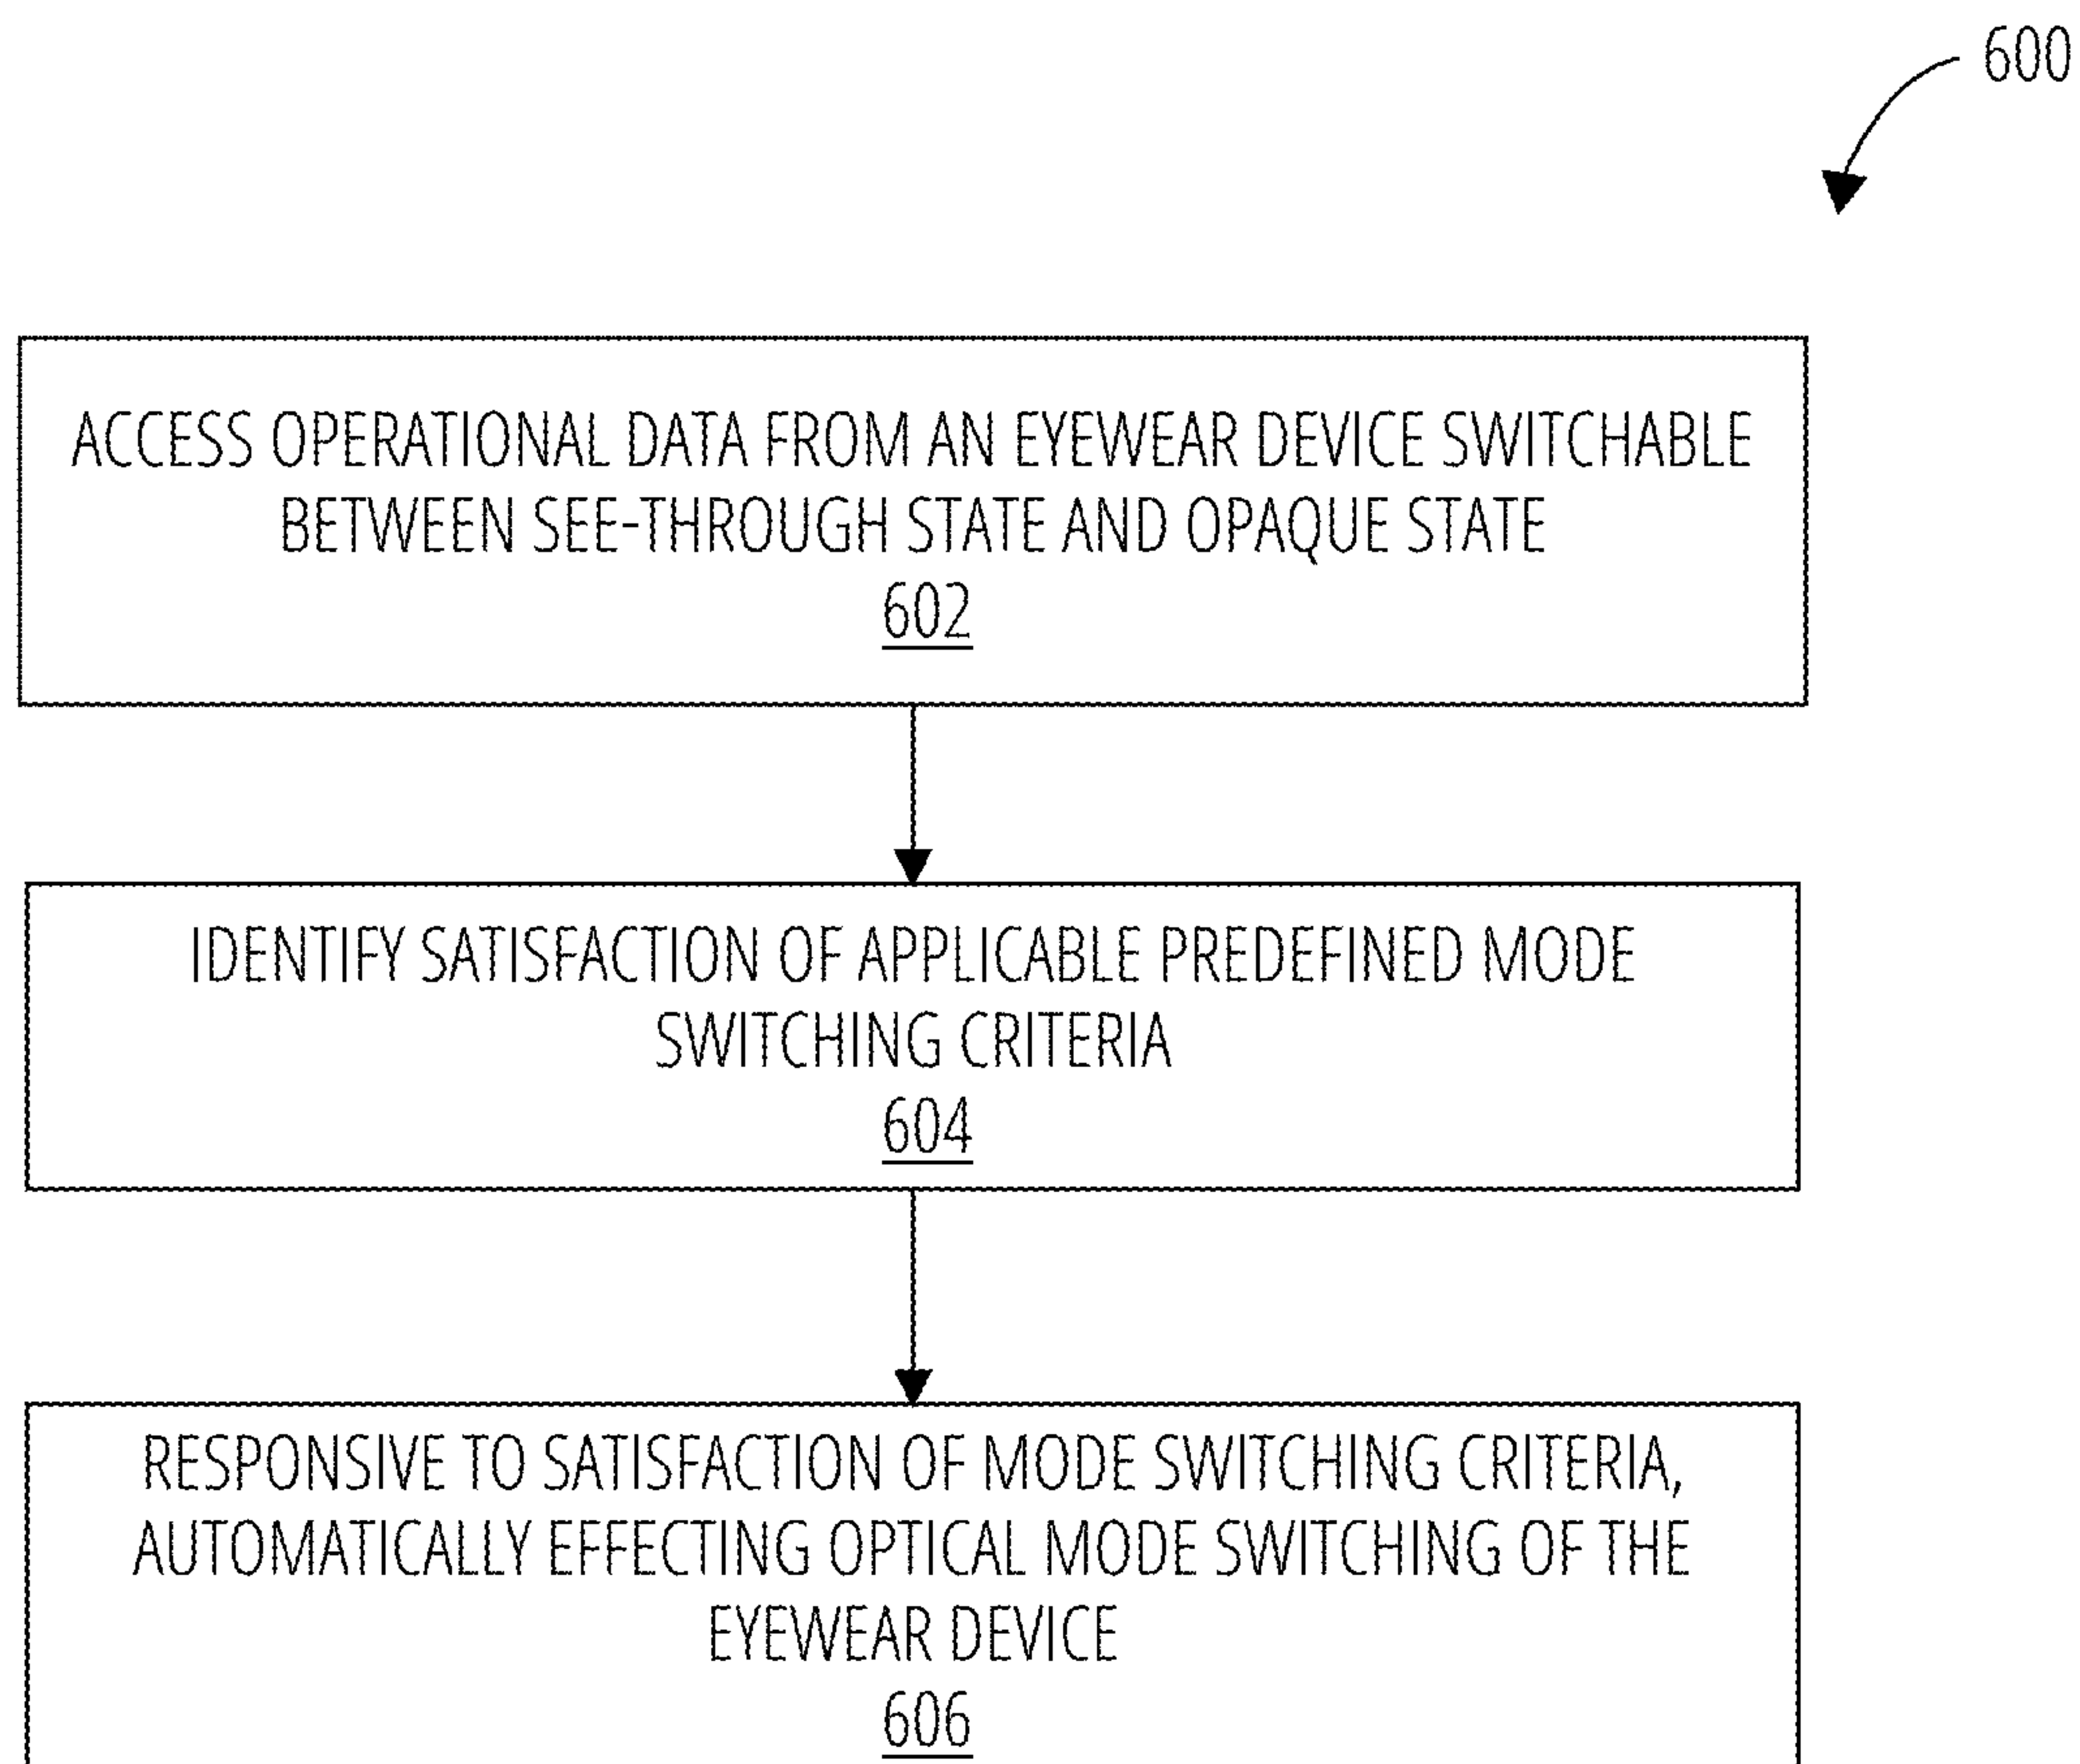 600
ACCESS OPERATIONAL DATA FROM AN EYEWEAR DEVICE SWITCHABLE
BETWEEN SEE-THROUGH STATE AND OPAQUE STATE
602
IDENTIFY SATISFACTION OF APPLICABLE PREDEFINED MODE
SWITCHING CRITERIA
604
RESPONSIVE TO SATISFACTION OF MODE SWITCHING CRITERIA,
AUTOMATICALLY EFFECTING OPTICAL MODE SWITCHING OF THE
EYEWEAR DEVICE
606